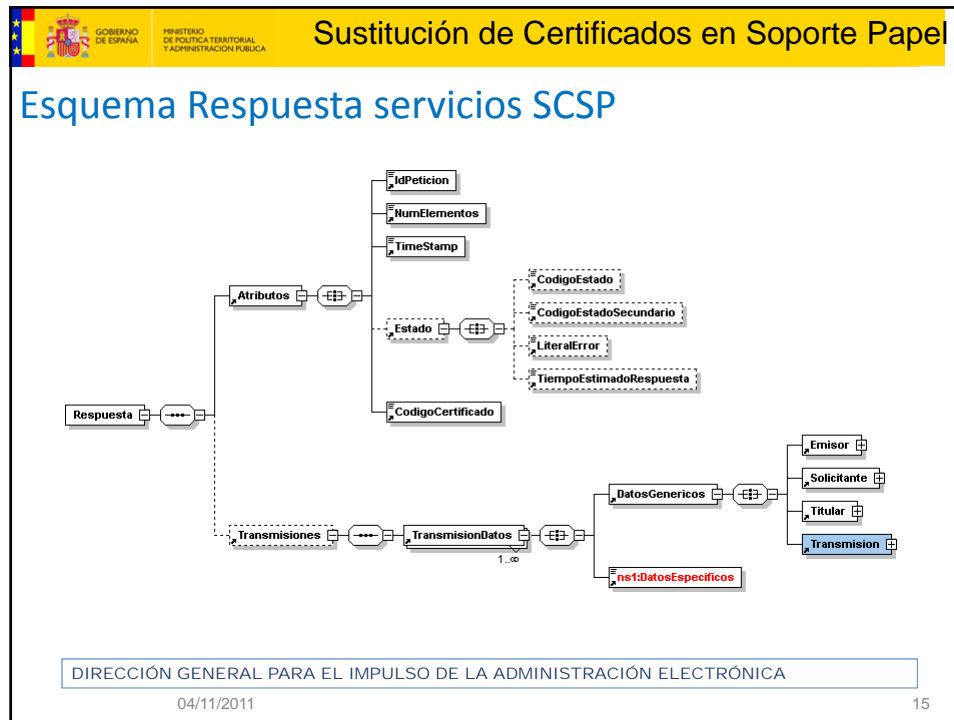 GOBIERNO
DE ESPAÑA
MINISTERIO
DE POLÍTICA TERRITORIAL
Y ADMINISTRACIÓN PÚBLICA
Sustitución de Certificados en Soporte Papel
Esquema Respuesta servicios SCSP
IdPeticion
NumElementos
TimeStamp
Atributos
CodigoEstado
CodigoEstadoSecundario
Estado
LiteralError
TiempoEstimadoRespuesta
CodigoCertificado
Respuesta
Emisor
Solicitante
DatosGenericos
Titular
Transmisiones
TransmisionDatos
Transmision
1..∞
ns1:DatosEspecificos
DIRECCIÓN GENERAL PARA EL IMPULSO DE LA ADMINISTRACIÓN ELECTRÓNICA
04/11/2011
15